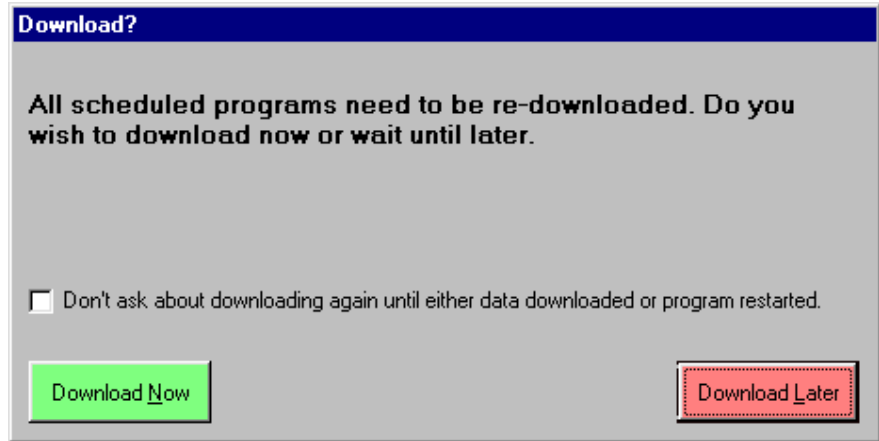 Download?
All scheduled programs need to be re-downloaded. Do you
wish to download now or wait until later.
Don't ask about downloading again until either data downloaded or program restarted.
Download Now
Download Later